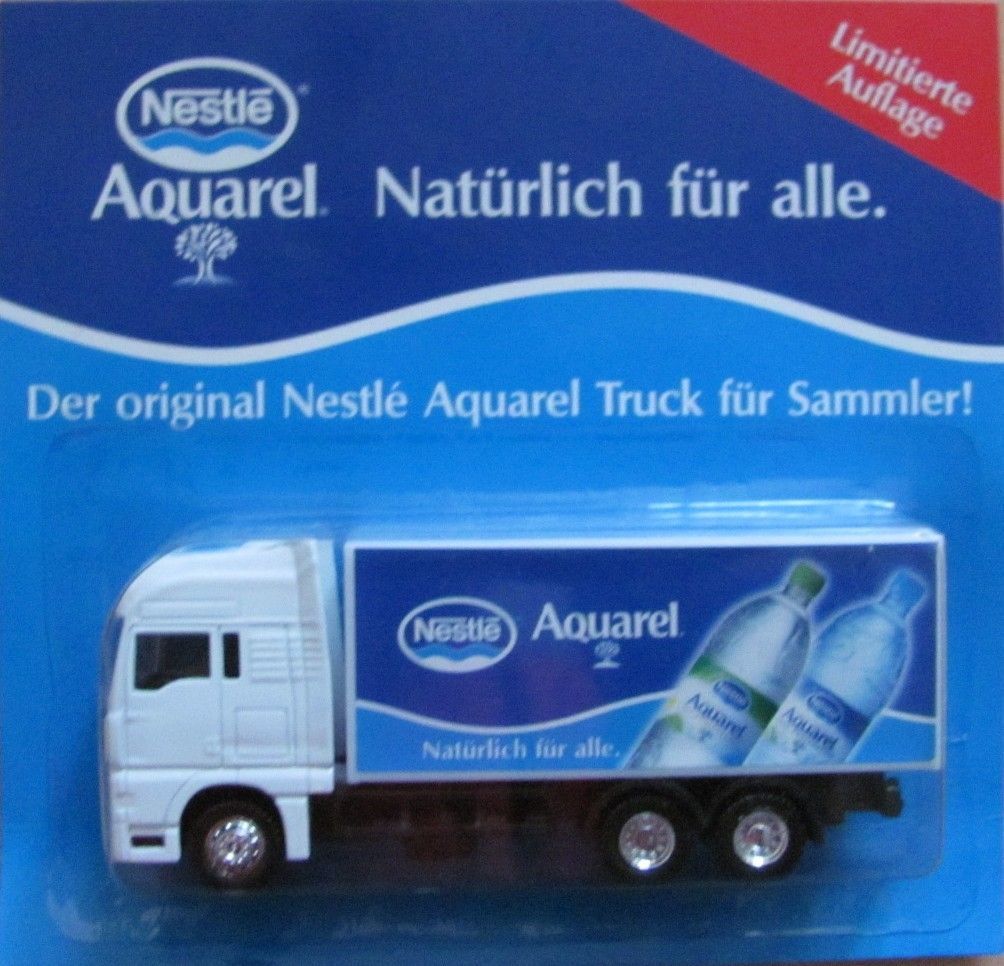 Limitierte
Auflage
Nestlé
Aquarel
Natürlich für alle.
Der original Nestlé Aquarel Truck für Sammler!
Nestlé
Aquarel
Natürlich für alle.
Aquarel
Aquarel